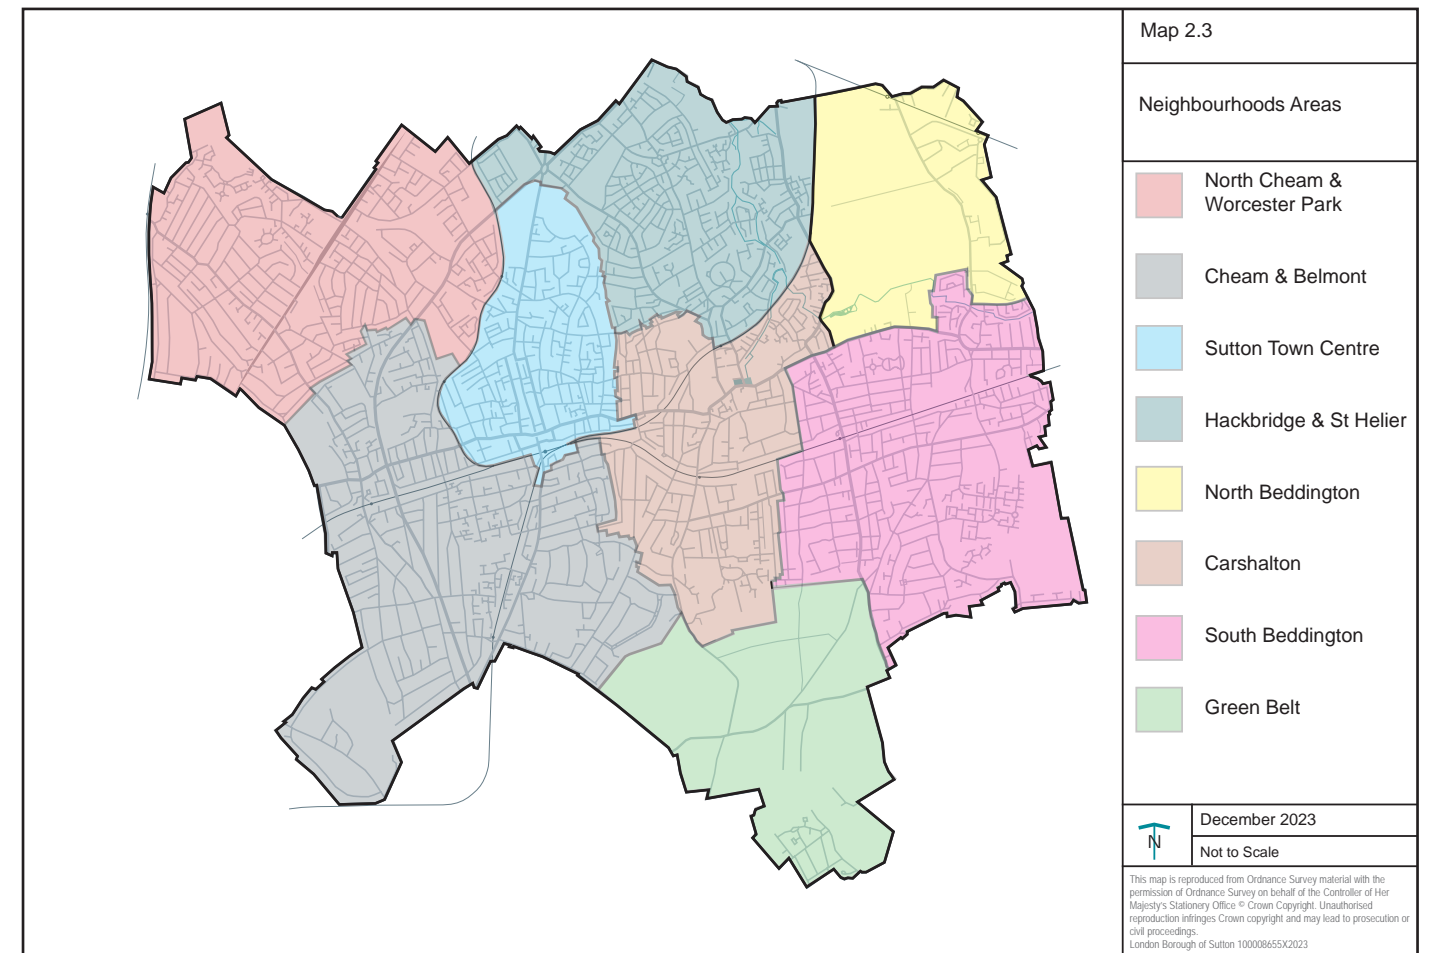 Map 2.3
Neighbourhoods Areas
North Cheam &
Worcester Park
Cheam & Belmont
Sutton Town Centre
Hackbridge & St Helier
North Beddington
Carshalton
South Beddington
Green Belt
N
December 2023
Not to Scale
This map is reproduced from Ordnance Survey material with the
permission of Ordnance Survey on behalf of the Controller of Her
Majesty's Stationery Office © Crown Copyright. Unauthorised
reproduction infringes Crown copyright and may lead to prosecution or
civil proceedings.
London Borough of Sutton 100008655X2023